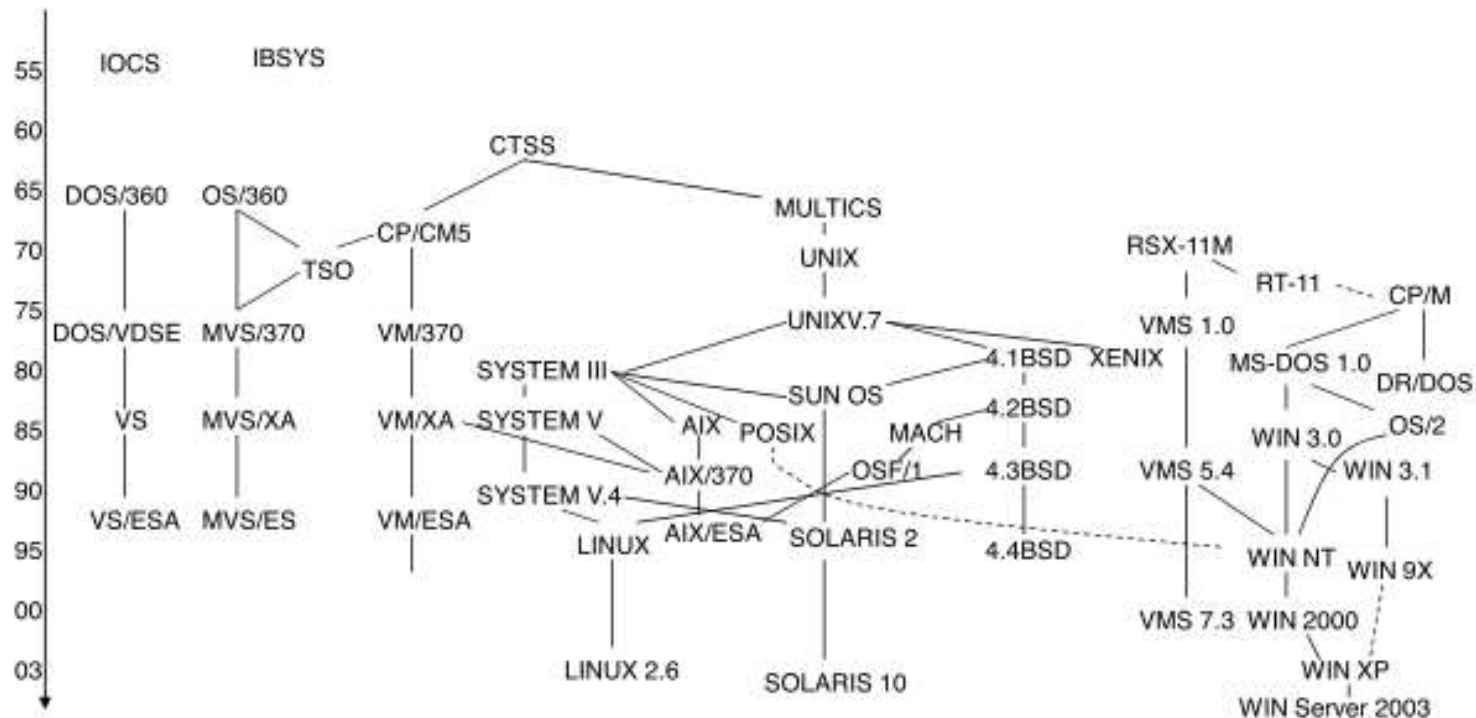 55 IOCS IBSYS
60 CTSS
65 DOS/360 OS/360 MULTICS
CP/CM5
70 TSO UNIX RSX-11M
RT-11 CP/M
75 DOS/VDSE MVS/370 VM/370 UNIXV.7 VMS 1.0
80 SYSTEM III 4.1BSD XENIX MS-DOS 1.0
SUN OS DR/DOS
85 VS MVS/XA VM/XA SYSTEM V AIX POSIX MACH 4.2BSD WIN 3.0 OS/2
AIX/370 OSF/1 4.3BSD VMS 5.4 WIN 3.1
90 SYSTEM V.4
VS/ESA MVS/ES VM/ESA AIX/ESA
95 LINUX SOLARIS 2 4.4BSD WIN NT WIN 9X
00 VMS 7.3 WIN 2000
03 LINUX 2.6 SOLARIS 10 WIN XP
WIN Server 2003